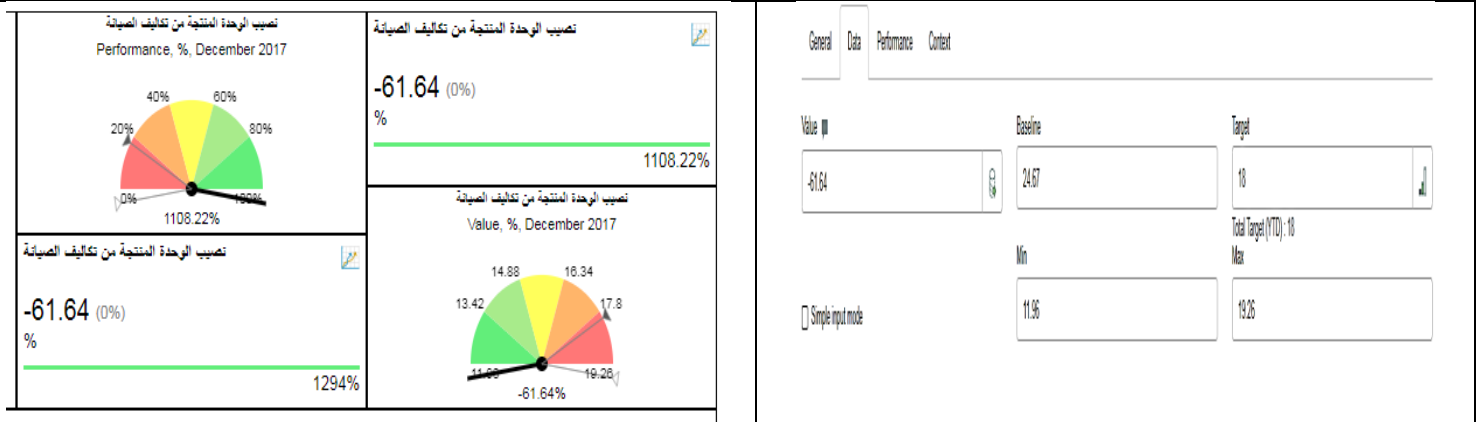 نصيب الوحدة المنتجة من تكاليف الصيانة
Performance, %, December 2017
40%
60%
20%
80%
0%
100%
1108.22%
نصيب الوحدة المنتجة من تكاليف الصيانة
-61.64 (0%)
%
1108.22%
نصيب الوحدة المنتجة من تكاليف الصيانة
-61.64 (0%)
%
1294%
نصيب الوحدة المنتجة من تكاليف الصيانة
Value, %, December 2017
14.88
16.34
13.42
17.8
11.96
19.26
-61.64%
General Data Performance Context
Value Baseline Target
-61.64 24.67 18
Total Target (YTD) : 18
Min Max
Simple input mode 11.96 19.26